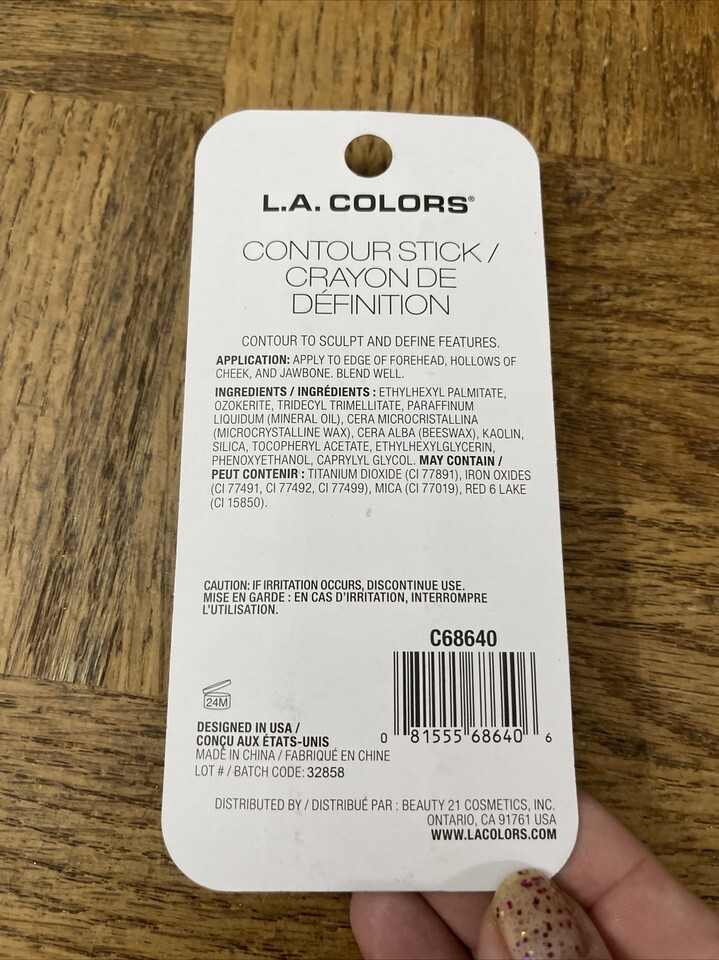 L.A. COLORS®
CONTOUR STICK /
CRAYON DE
DÉFINITION
CONTOUR TO SCULPT AND DEFINE FEATURES.
APPLICATION: APPLY TO EDGE OF FOREHEAD, HOLLOWS OF
CHEEK, AND JAWBONE. BLEND WELL.
INGREDIENTS / INGRÉDIENTS : ETHYLHEXYL PALMITATE,
OZOKERITE, TRIDECYL TRIMELLITATE, PARAFFINUM
LIQUIDUM (MINERAL OIL), CERA MICROCRISTALLINA
(MICROCRYSTALLINE WAX), CERA ALBA (BEESWAX), KAOLIN,
SILICA, TOCOPHERYL ACETATE, ETHYLHEXYLGLYCERIN,
PHENOXYETHANOL, CAPRYLYL GLYCOL. MAY CONTAIN /
PEUT CONTENIR : TITANIUM DIOXIDE (CI 77891), IRON OXIDES
(CI 77491, CI 77492, CI 77499), MICA (CI 77019), RED 6 LAKE
(CI 15850).
CAUTION: IF IRRITATION OCCURS, DISCONTINUE USE.
MISE EN GARDE : EN CAS D'IRRITATION, INTERROMPRE
L'UTILISATION.
C68640
0 81555 68640 6
24M
DESIGNED IN USA /
CONÇU AUX ÉTATS-UNIS
MADE IN CHINA / FABRIQUÉ EN CHINE
LOT # / BATCH CODE: 32858
DISTRIBUTED BY / DISTRIBUÉ PAR : BEAUTY 21 COSMETICS, INC.
ONTARIO, CA 91761 USA
WWW.LACOLORS.COM